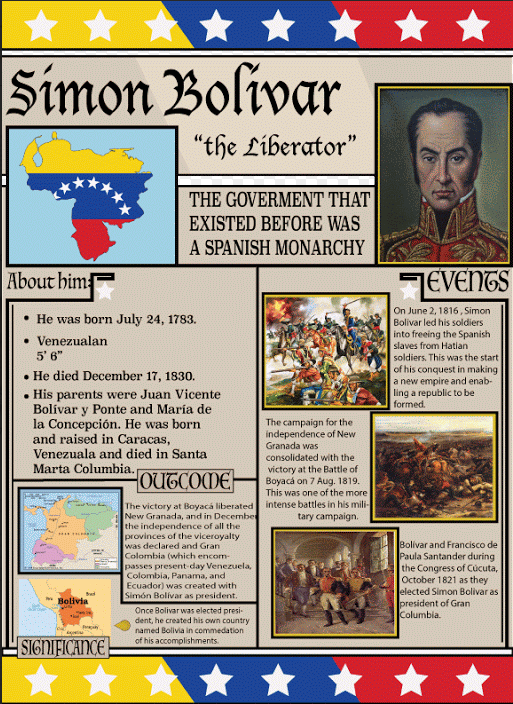 Simon Bolivar
“the Liberator”
THE GOVERMENT THAT
EXISTED BEFORE WAS
A SPANISH MONARCHY
About him:
• He was born July 24, 1783.
• Venezualan
5’ 6”
• He died December 17, 1830.
• His parents were Juan Vicente
Bolívar y Ponte and María de
la Concepción. He was born
and raised in Caracas,
Venezuala and died in Santa
Marta Columbia.
OUTCOME
The victory at Boyacá liberated
New Granada, and in December
the independence of all the
provinces of the viceroyalty
was declared and Gran
Colombia (which encom-
passes present-day Venezuela,
Colombia, Panama, and
Ecuador) was created with
Simón Bolívar as president.
Bolivia
Once Bolivar was elected presi-
dent, he created his own country
named Bolivia in commedation
of his accomplishments.
SIGNIFICANCE
EVENTS
On June 2, 1816 , Simon
Bolivar led his soldiers
into freeing the Spanish
slaves from Hatian
soldiers. This was the start
of his conquest in making
a new empire and enab-
ling a republic to be
formed.
The campaign for the
independence of New
Granada was
consolidated with the
victory at the Battle of
Boyacá on 7 Aug. 1819.
This was one of the more
intense battles in his mili-
tary campaign.
Bolívar and Francisco de
Paula Santander during
the Congress of Cúcuta,
October 1821 as they
elected Simon Bolivar as
president of Gran
Columbia.